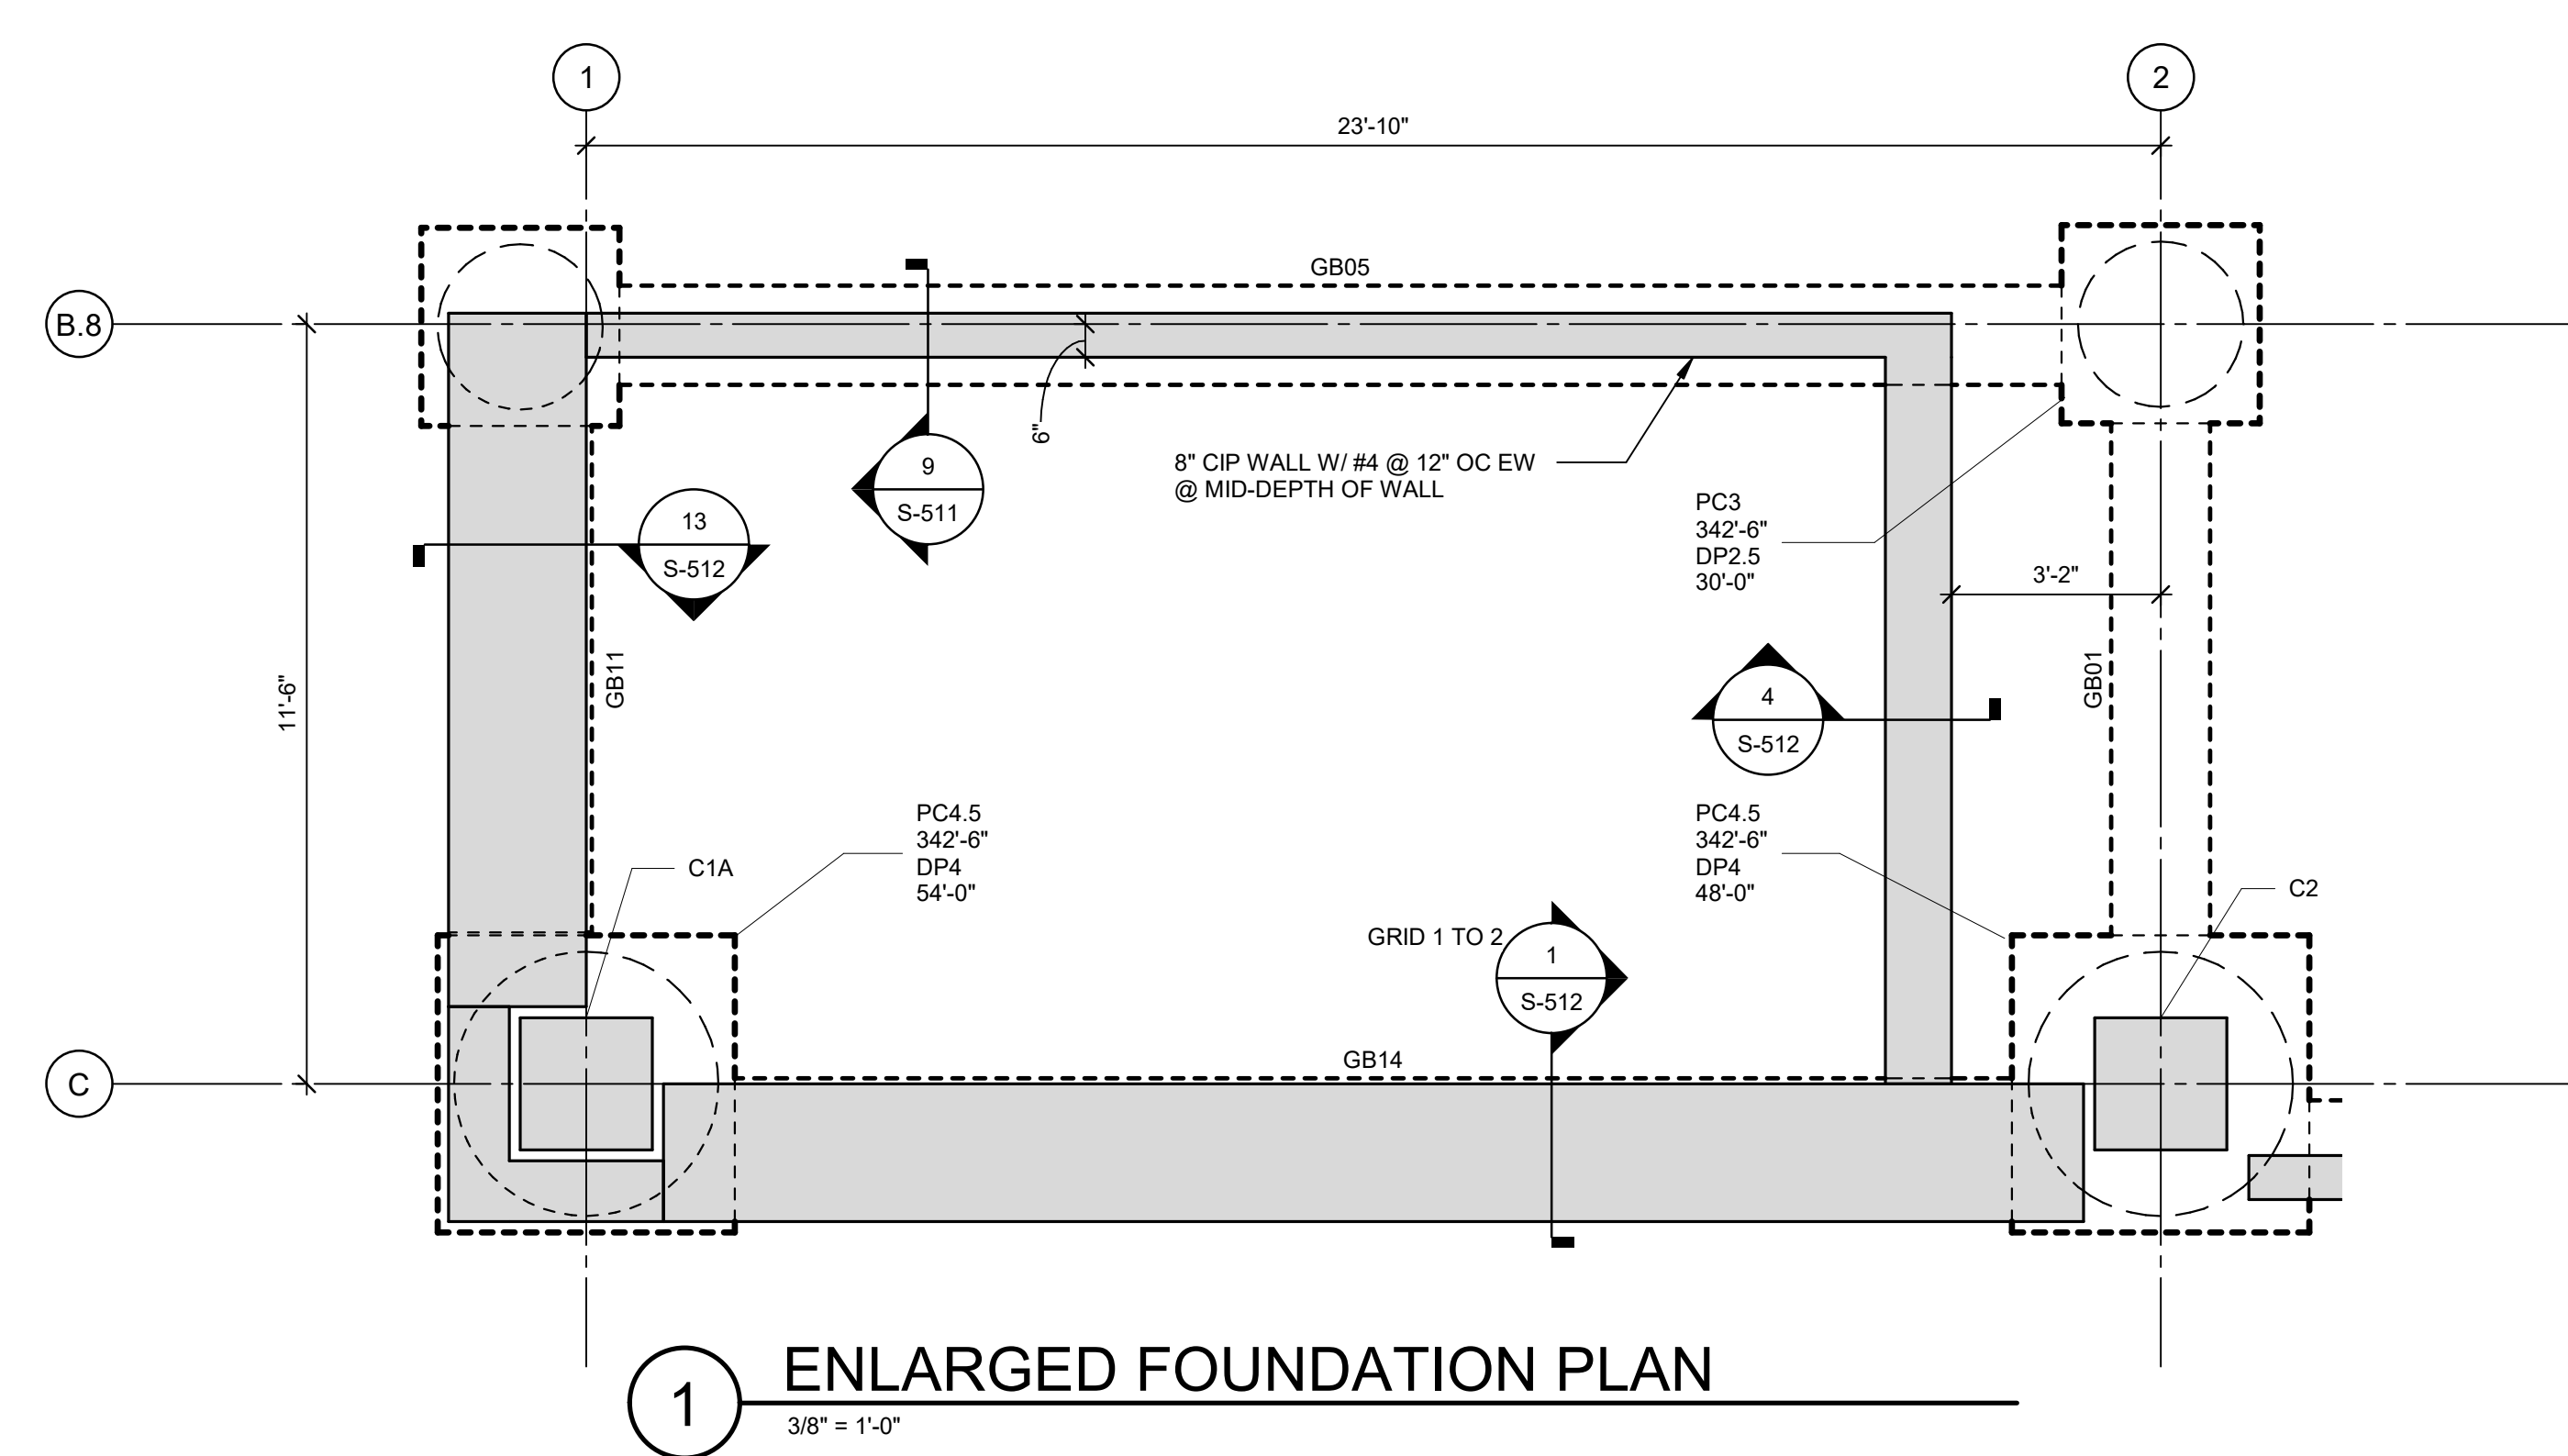 1
2
23'-10"
GB05
B.8
6"
9
S-511
8" CIP WALL W/ #4 @ 12" OC EW
@ MID-DEPTH OF WALL
13
S-512
PC3
342'-6"
DP2.5
30'-0"
3'-2"
11'-6"
GB11
GB01
4
S-512
PC4.5
342'-6"
DP4
54'-0"
C1A
PC4.5
342'-6"
DP4
48'-0"
C2
GRID 1 TO 2
1
S-512
GB14
C
1
ENLARGED FOUNDATION PLAN
3/8" = 1'-0"